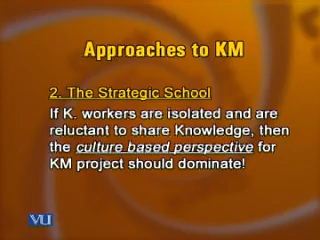 Approaches to KM
2. The Strategic School
If K. workers are isolated and are
reluctant to share Knowledge, then
the culture based perspective for
KM project should dominate!
VU